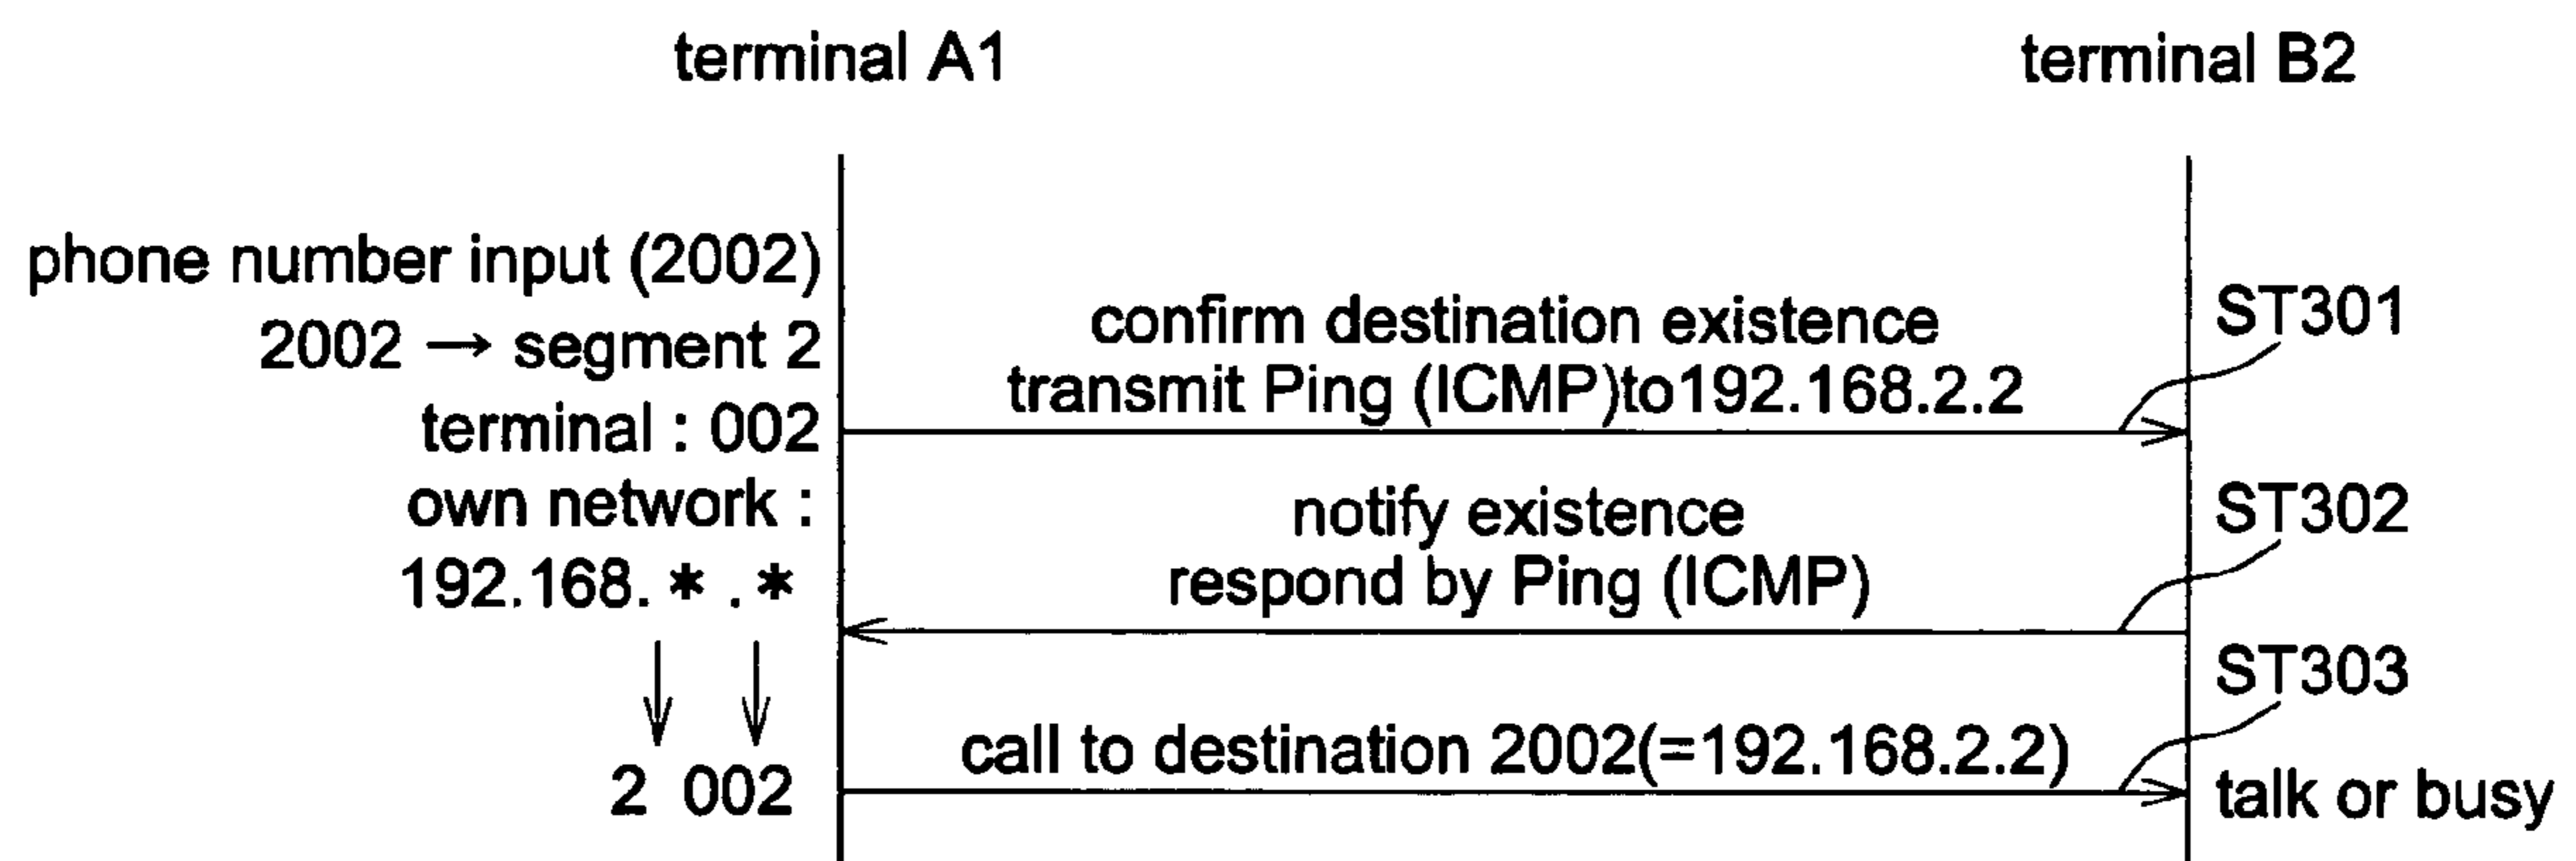 terminal A1
terminal B2
phone number input (2002)
2002 → segment 2
terminal : 002
own network :
192.168. * . *
2 002
confirm destination existence
transmit Ping (ICMP)to192.168.2.2
ST301
notify existence
respond by Ping (ICMP)
ST302
call to destination 2002(=192.168.2.2)
ST303
talk or busy